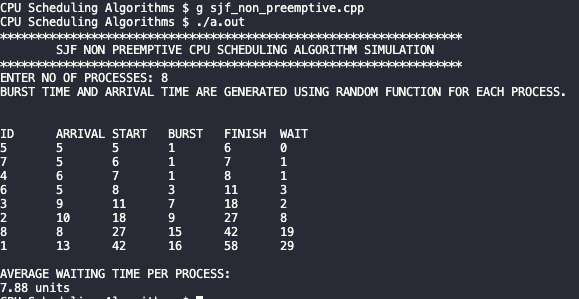 CPU Scheduling Algorithms $ g sjf_non_preemptive.cpp
CPU Scheduling Algorithms $ ./a.out
******************************************************************
SJF NON PREEMPTIVE CPU SCHEDULING ALGORITHM SIMULATION
******************************************************************
ENTER NO OF PROCESSES: 8
BURST TIME AND ARRIVAL TIME ARE GENERATED USING RANDOM FUNCTION FOR EACH PROCESS.
ID ARRIVAL START BURST FINISH WAIT
5 5 5 1 6 0
7 5 6 1 7 1
4 6 7 1 8 1
6 5 8 3 11 3
3 9 11 7 18 2
2 10 18 9 27 8
8 8 27 15 42 19
1 13 42 16 58 29
AVERAGE WAITING TIME PER PROCESS:
7.88 units
CPU Scheduling Algorithms $